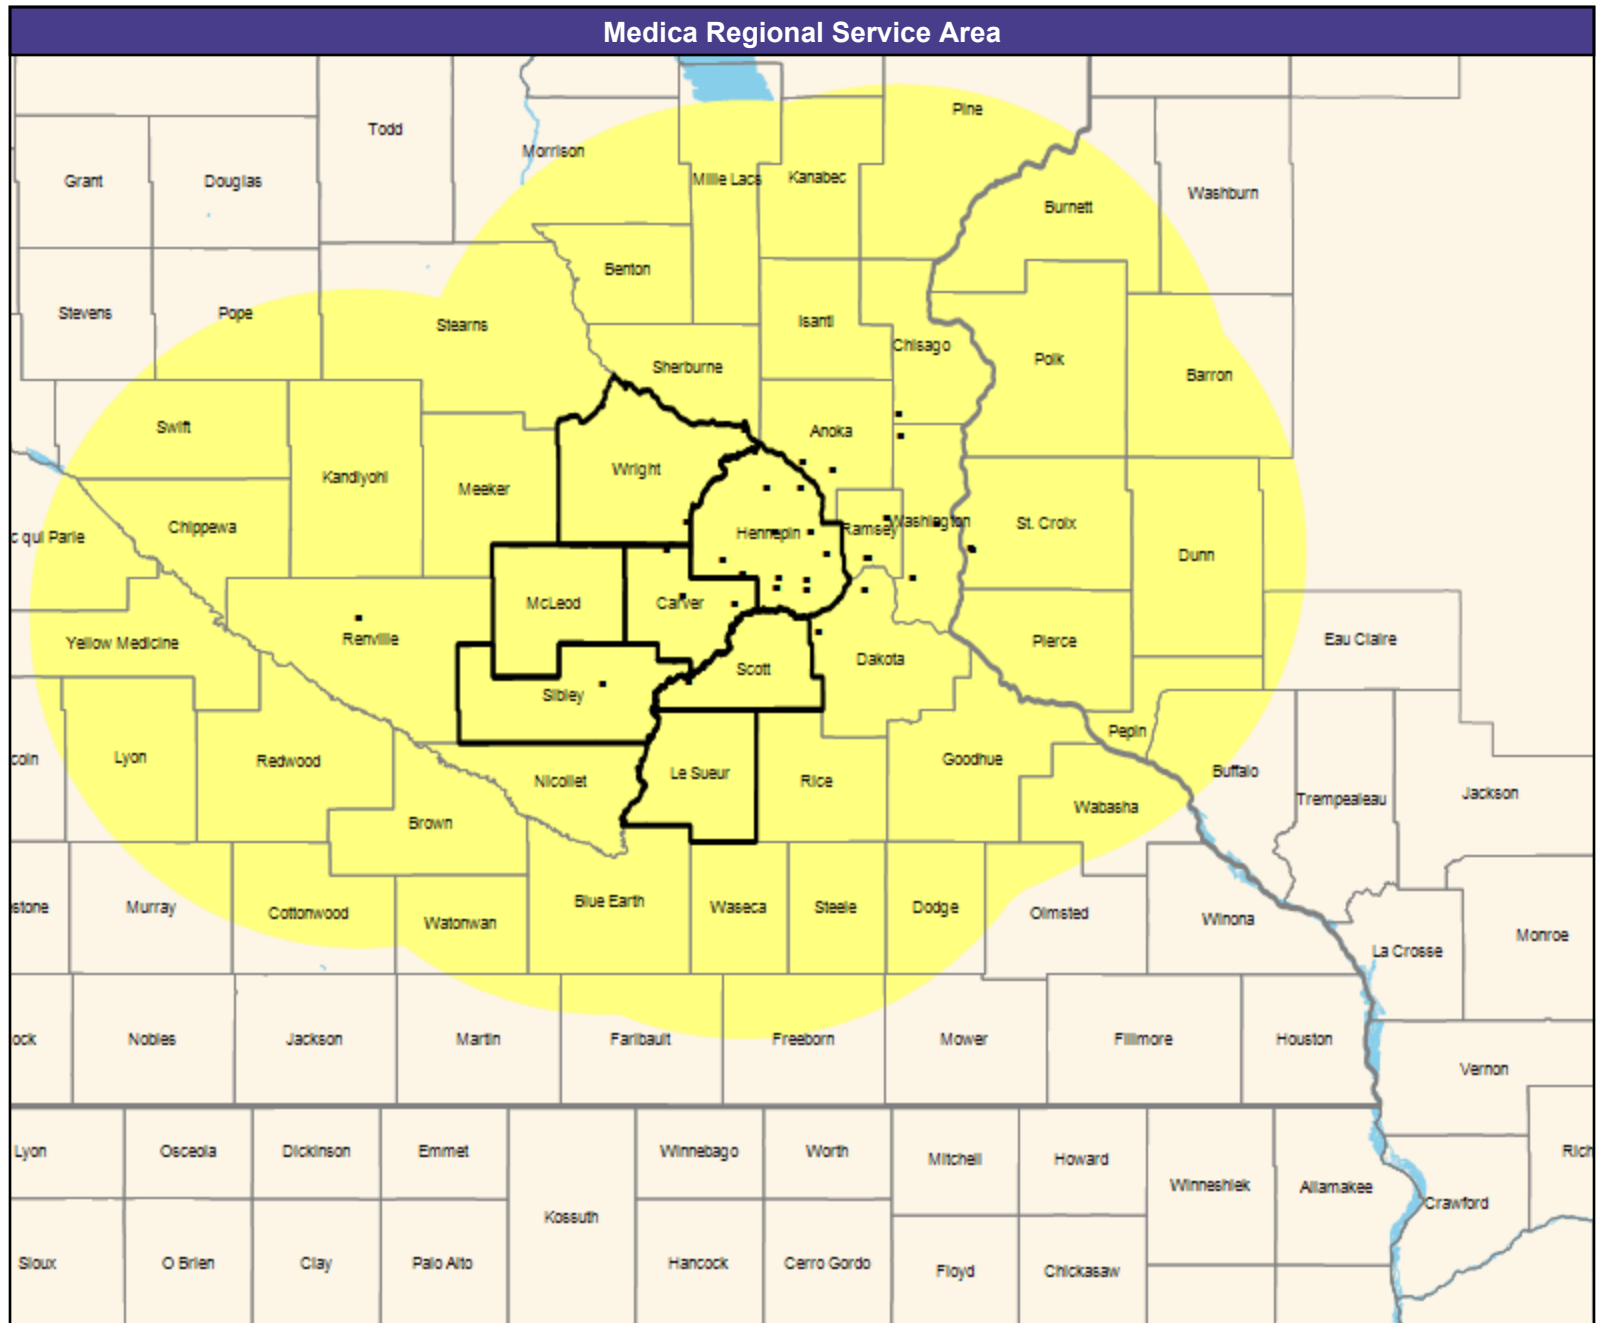 Medica Regional Service Area
Pine
Todd
Morrison
Grant
Douglas
Mille Lacs
Kanabec
Washburn
Burnett
Benton
Stevens
Pope
Stearns
Isanti
Chisago
Polk
Barron
Sherburne
Swift
Anoka
Wright
Kandiyohi
Meeker
Chippewa
c qui Parle
Hennepin
Ramsey
Washington
St. Croix
Dunn
McLeod
Carver
Yellow Medicine
Renville
Scott
Dakota
Pierce
Eau Claire
Sibley
Lyon
coln
Redwood
Nicollet
Le Sueur
Rice
Goodhue
Pepin
Buffalo
Trempealeau
Jackson
Brown
Wabasha
stone
Murray
Cottonwood
Watonwan
Blue Earth
Waseca
Steele
Dodge
Olmsted
Winona
La Crosse
Monroe
ock
Nobles
Jackson
Martin
Faribault
Freeborn
Mower
Fillmore
Houston
Vernon
Lyon
Osceola
Dickinson
Emmet
Winnebago
Worth
Mitchell
Howard
Rich
Winneshiek
Allamakee
Crawford
Kossuth
Sioux
O Brien
Clay
Palo Alto
Hancock
Cerro Gordo
Floyd
Chickasaw